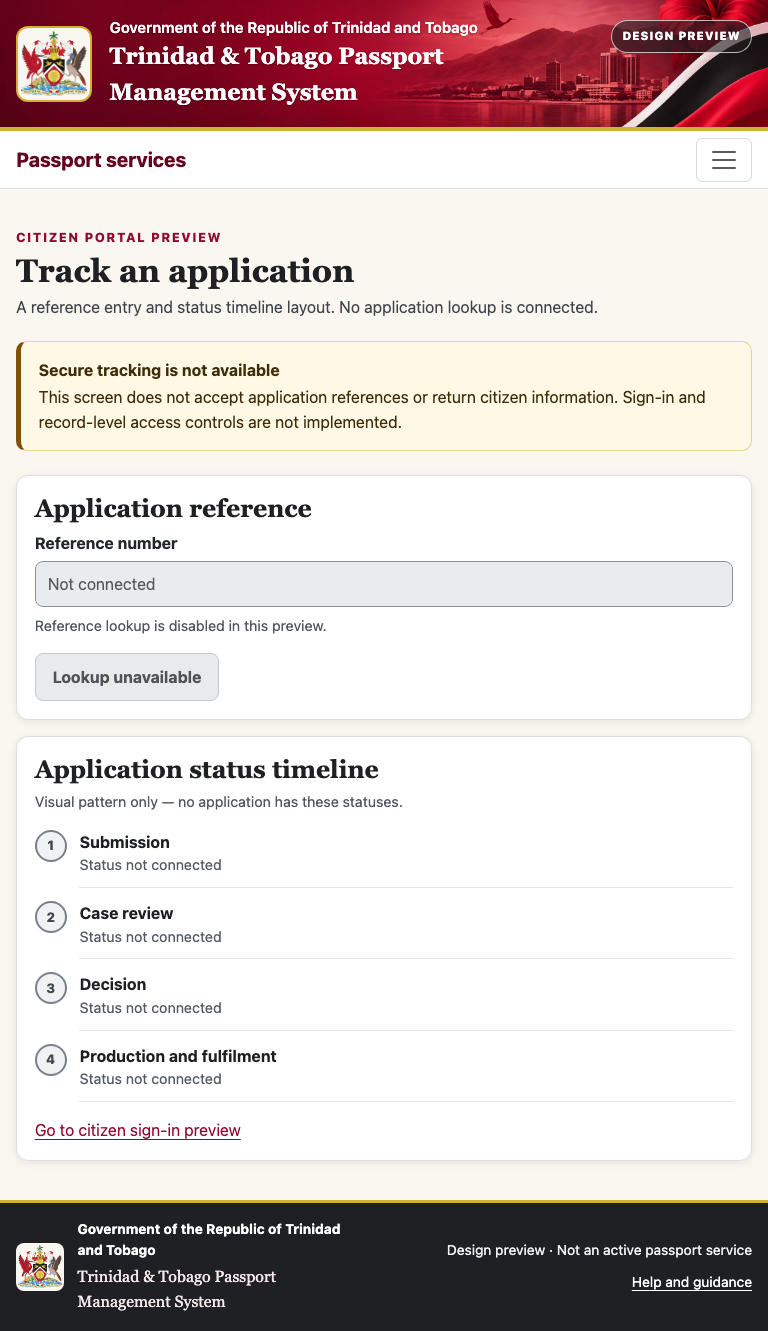 Government of the Republic of Trinidad and Tobago
Trinidad & Tobago Passport
Management System
DESIGN PREVIEW
Passport services
CITIZEN PORTAL PREVIEW
Track an application
A reference entry and status timeline layout. No application lookup is connected.
Secure tracking is not available
This screen does not accept application references or return citizen information. Sign-in and
record-level access controls are not implemented.
Application reference
Reference number
Not connected
Reference lookup is disabled in this preview.
Lookup unavailable
Application status timeline
Visual pattern only — no application has these statuses.
1
Submission
Status not connected
2
Case review
Status not connected
3
Decision
Status not connected
4
Production and fulfilment
Status not connected
Go to citizen sign-in preview
Government of the Republic of Trinidad
and Tobago
Trinidad & Tobago Passport
Management System
Design preview · Not an active passport service
Help and guidance